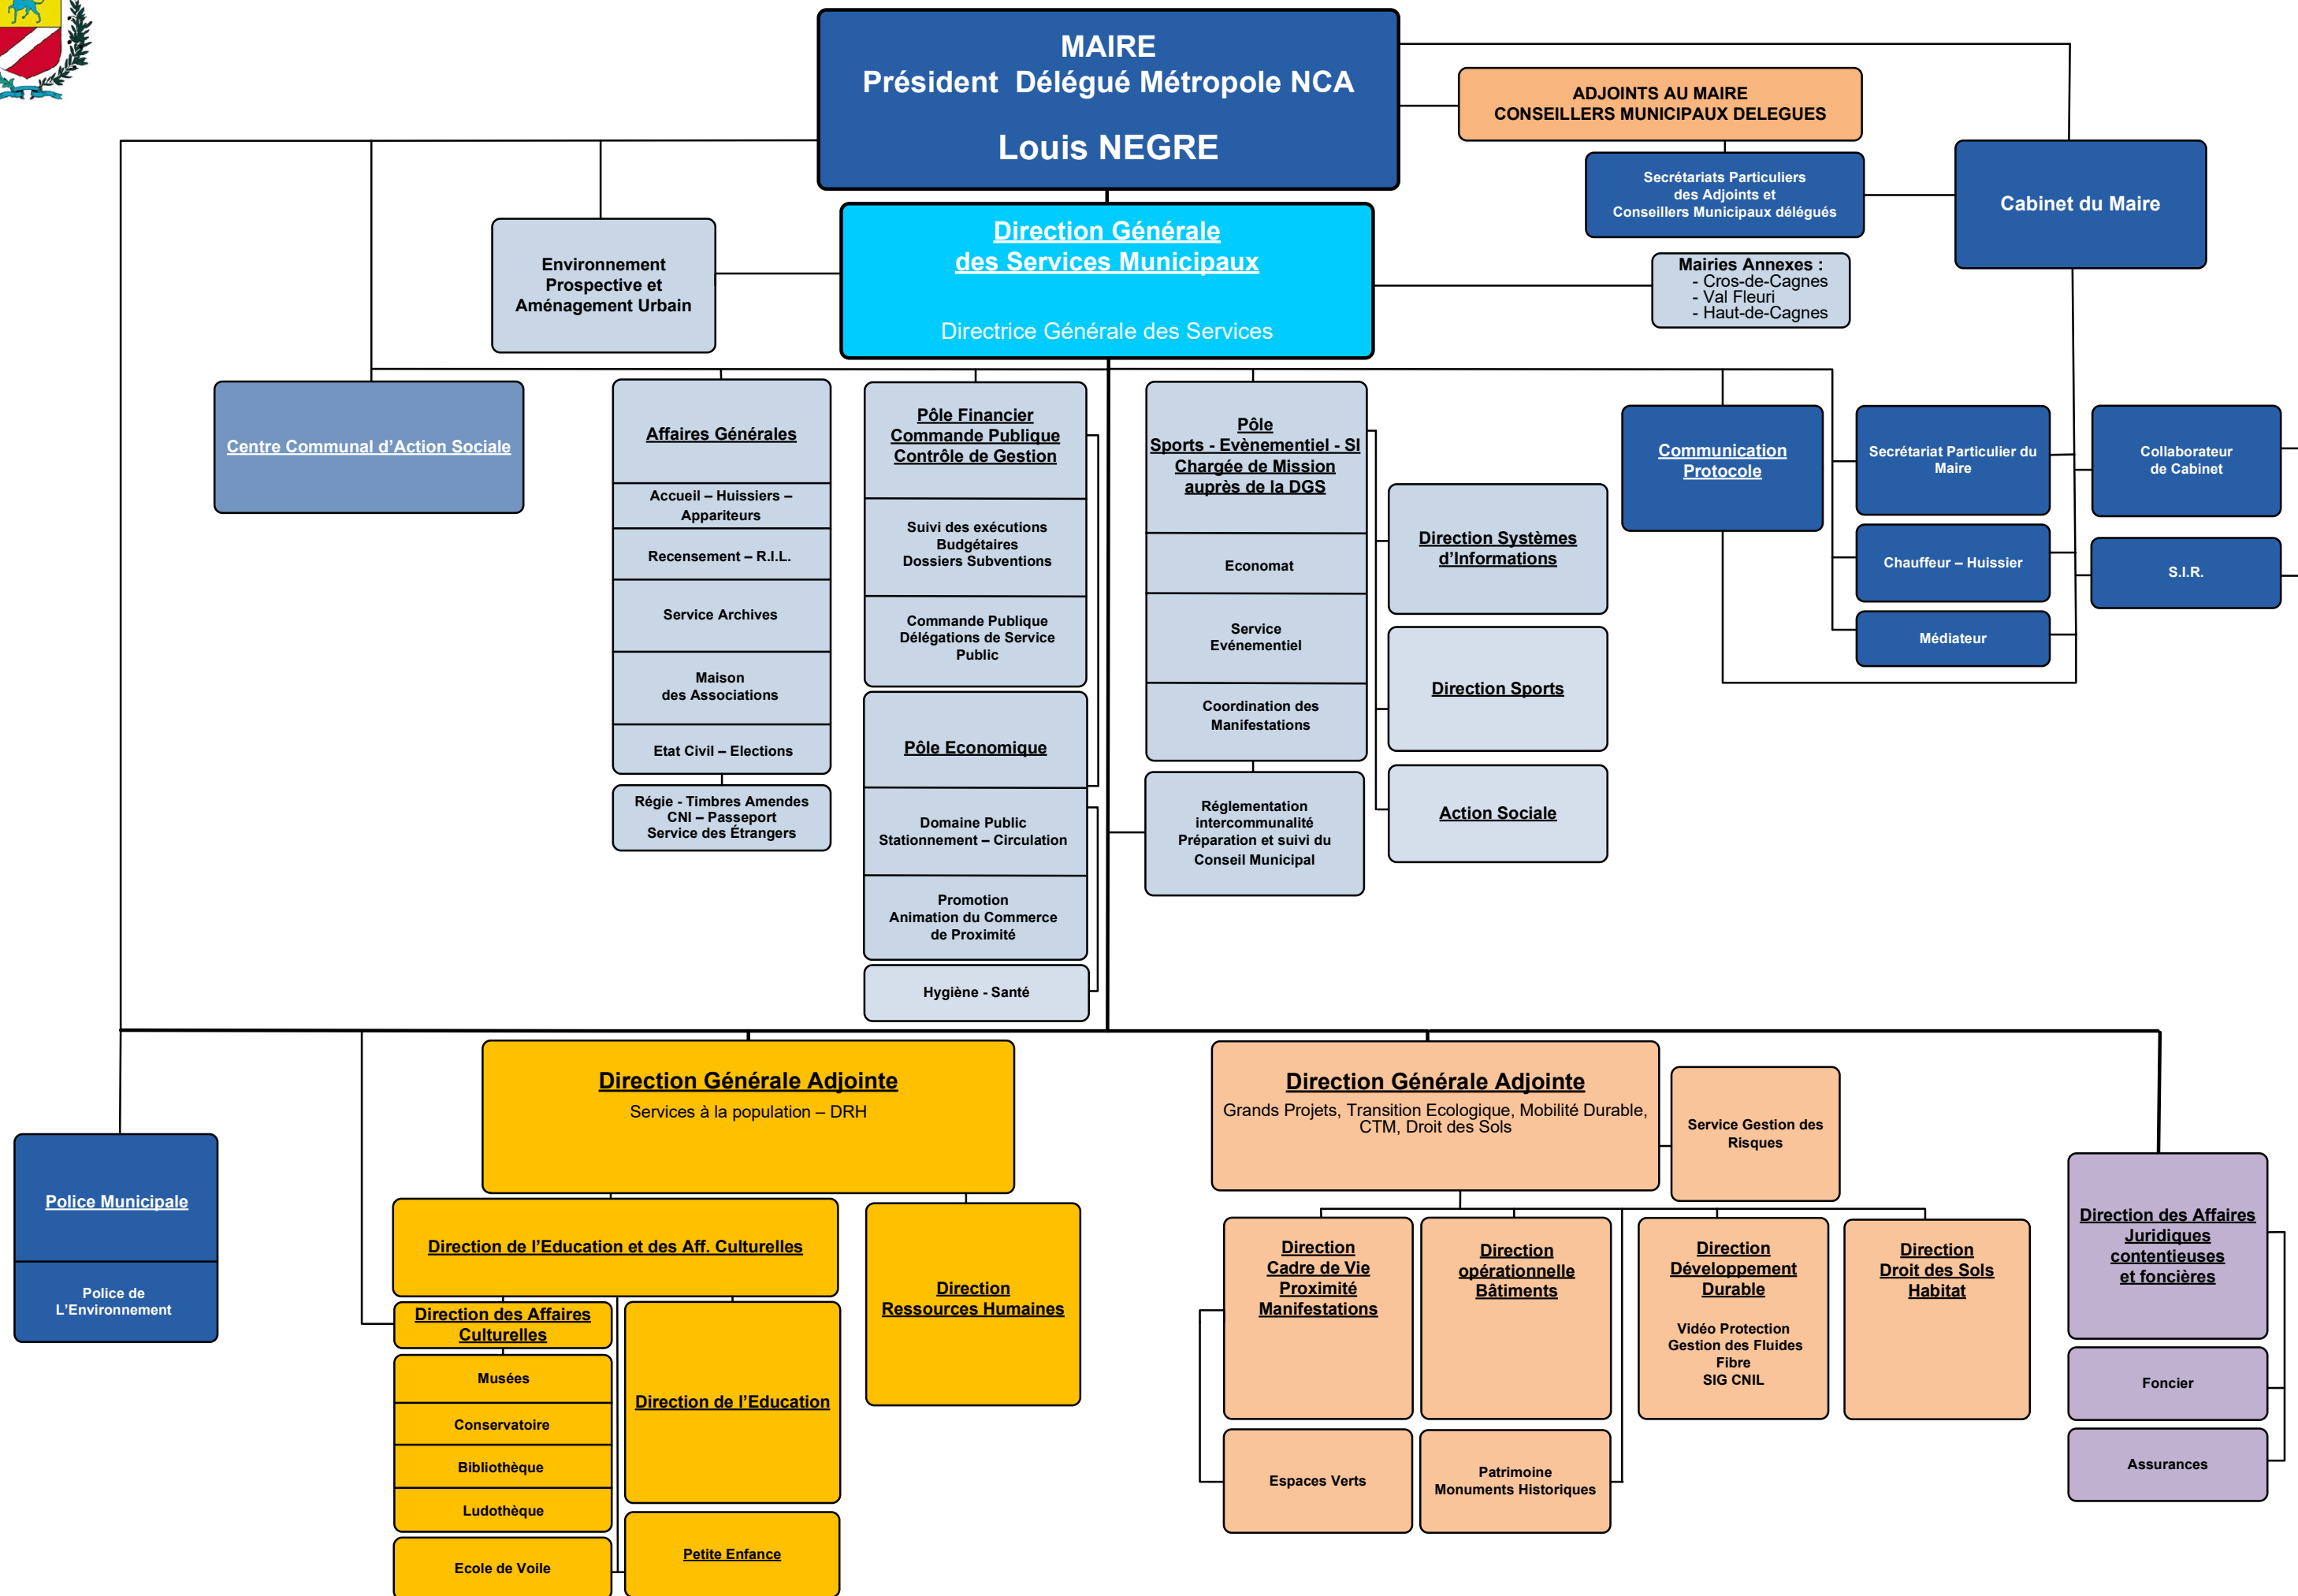 MAIRE
Président Délégué Métropole NCA
Louis NEGRE
ADJOINTS AU MAIRE
CONSEILLERS MUNICIPAUX DELEGUES
Secrétariats Particuliers
des Adjoints et
Conseillers Municipaux délégués
Cabinet du Maire
Environnement
Prospective et
Aménagement Urbain
Direction Générale
des Services Municipaux
Directrice Générale des Services
Mairies Annexes :
- Cros-de-Cagnes
- Val Fleuri
- Haut-de-Cagnes
Centre Communal d'Action Sociale
Affaires Générales
Accueil – Huissiers –
Appariteurs
Recensement – R.I.L.
Service Archives
Maison
des Associations
Etat Civil – Elections
Régie - Timbres Amendes
CNI – Passeport
Service des Étrangers
Pôle Financier
Commande Publique
Contrôle de Gestion
Suivi des exécutions
Budgétaires
Dossiers Subventions
Commande Publique
Délégations de Service
Public
Pôle Economique
Domaine Public
Stationnement – Circulation
Promotion
Animation du Commerce
de Proximité
Hygiène - Santé
Pôle
Sports - Evènementiel - SI
Chargée de Mission
auprès de la DGS
Economat
Service
Evénementiel
Coordination des
Manifestations
Réglementation
intercommunalité
Préparation et suivi du
Conseil Municipal
Direction Systèmes
d'Informations
Direction Sports
Action Sociale
Communication
Protocole
Secrétariat Particulier du
Maire
Chauffeur – Huissier
Médiateur
Collaborateur
de Cabinet
S.I.R.
Police Municipale
Police de
L'Environnement
Direction Générale Adjointe
Services à la population – DRH
Direction de l'Education et des Aff. Culturelles
Direction des Affaires
Culturelles
Musées
Conservatoire
Bibliothèque
Ludothèque
Ecole de Voile
Direction de l'Education
Petite Enfance
Direction
Ressources Humaines
Direction Générale Adjointe
Grands Projets, Transition Ecologique, Mobilité Durable,
CTM, Droit des Sols
Service Gestion des
Risques
Direction
Cadre de Vie
Proximité
Manifestations
Espaces Verts
Direction
opérationnelle
Bâtiments
Patrimoine
Monuments Historiques
Direction
Développement
Durable
Vidéo Protection
Gestion des Fluides
Fibre
SIG CNIL
Direction
Droit des Sols
Habitat
Direction des Affaires
Juridiques
contentieuses
et foncières
Foncier
Assurances